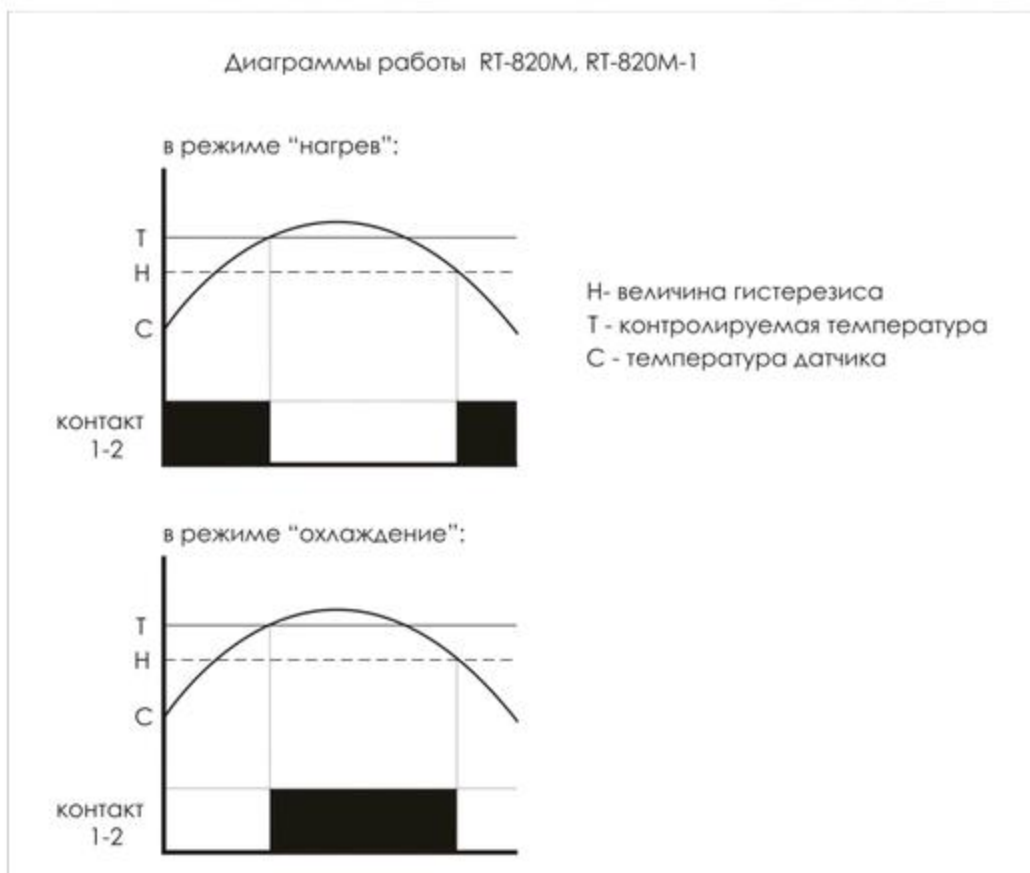 Диаграммы работы RT-820M, RT-820M-1
в режиме “нагрев”:
T
H
C
контакт
1-2
H- величина гистерезиса
T - контролируемая температура
C - температура датчика
в режиме “охлаждение”:
T
H
C
контакт
1-2